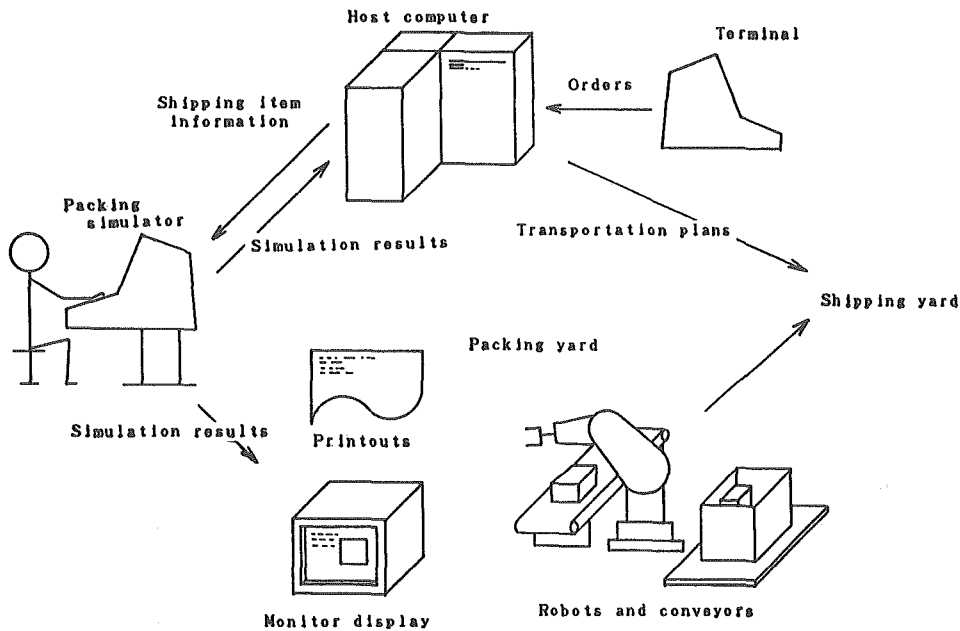 Host computer
Terminal
Orders
Shipping item
information
Packing
simulator
Simulation results
Transportation plans
Shipping yard
Packing yard
Simulation results
Printouts
Monitor display
Robots and conveyors